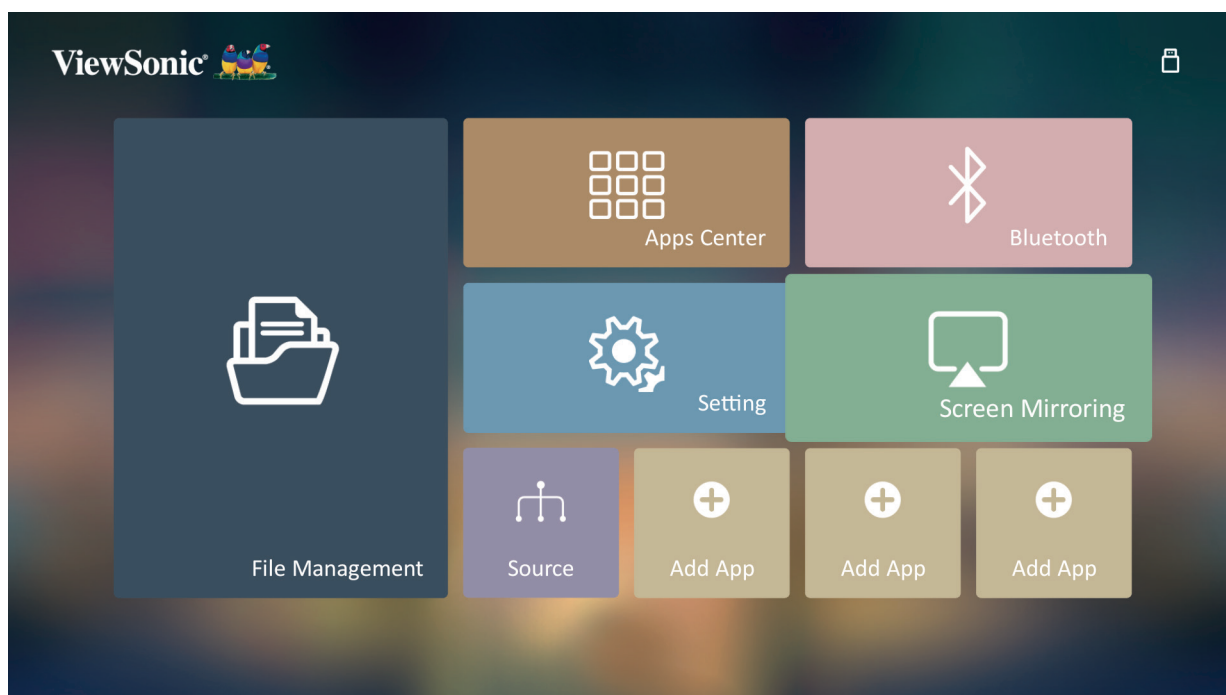 ViewSonic®
Apps Center
Bluetooth
Setting
Screen Mirroring
File Management
Source
Add App
Add App
Add App